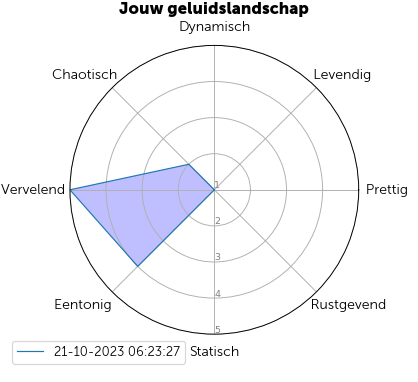 Jouw geluidslandschap
Dynamisch
Chaotisch
Levendig
Vervelend
1
Prettig
2
3
4
Eentonig
Rustgevend
5
21-10-2023 06:23:27
Statisch